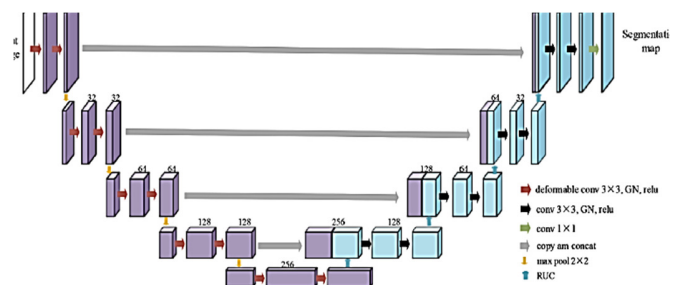 Segmentati
map
32
32
64
32
64
64
128
64
128
128
256
128
256
deformable conv 3×3, GN, relu
conv 3×3, GN, relu
conv 1×1
copy am concat
max pool 2×2
RUC